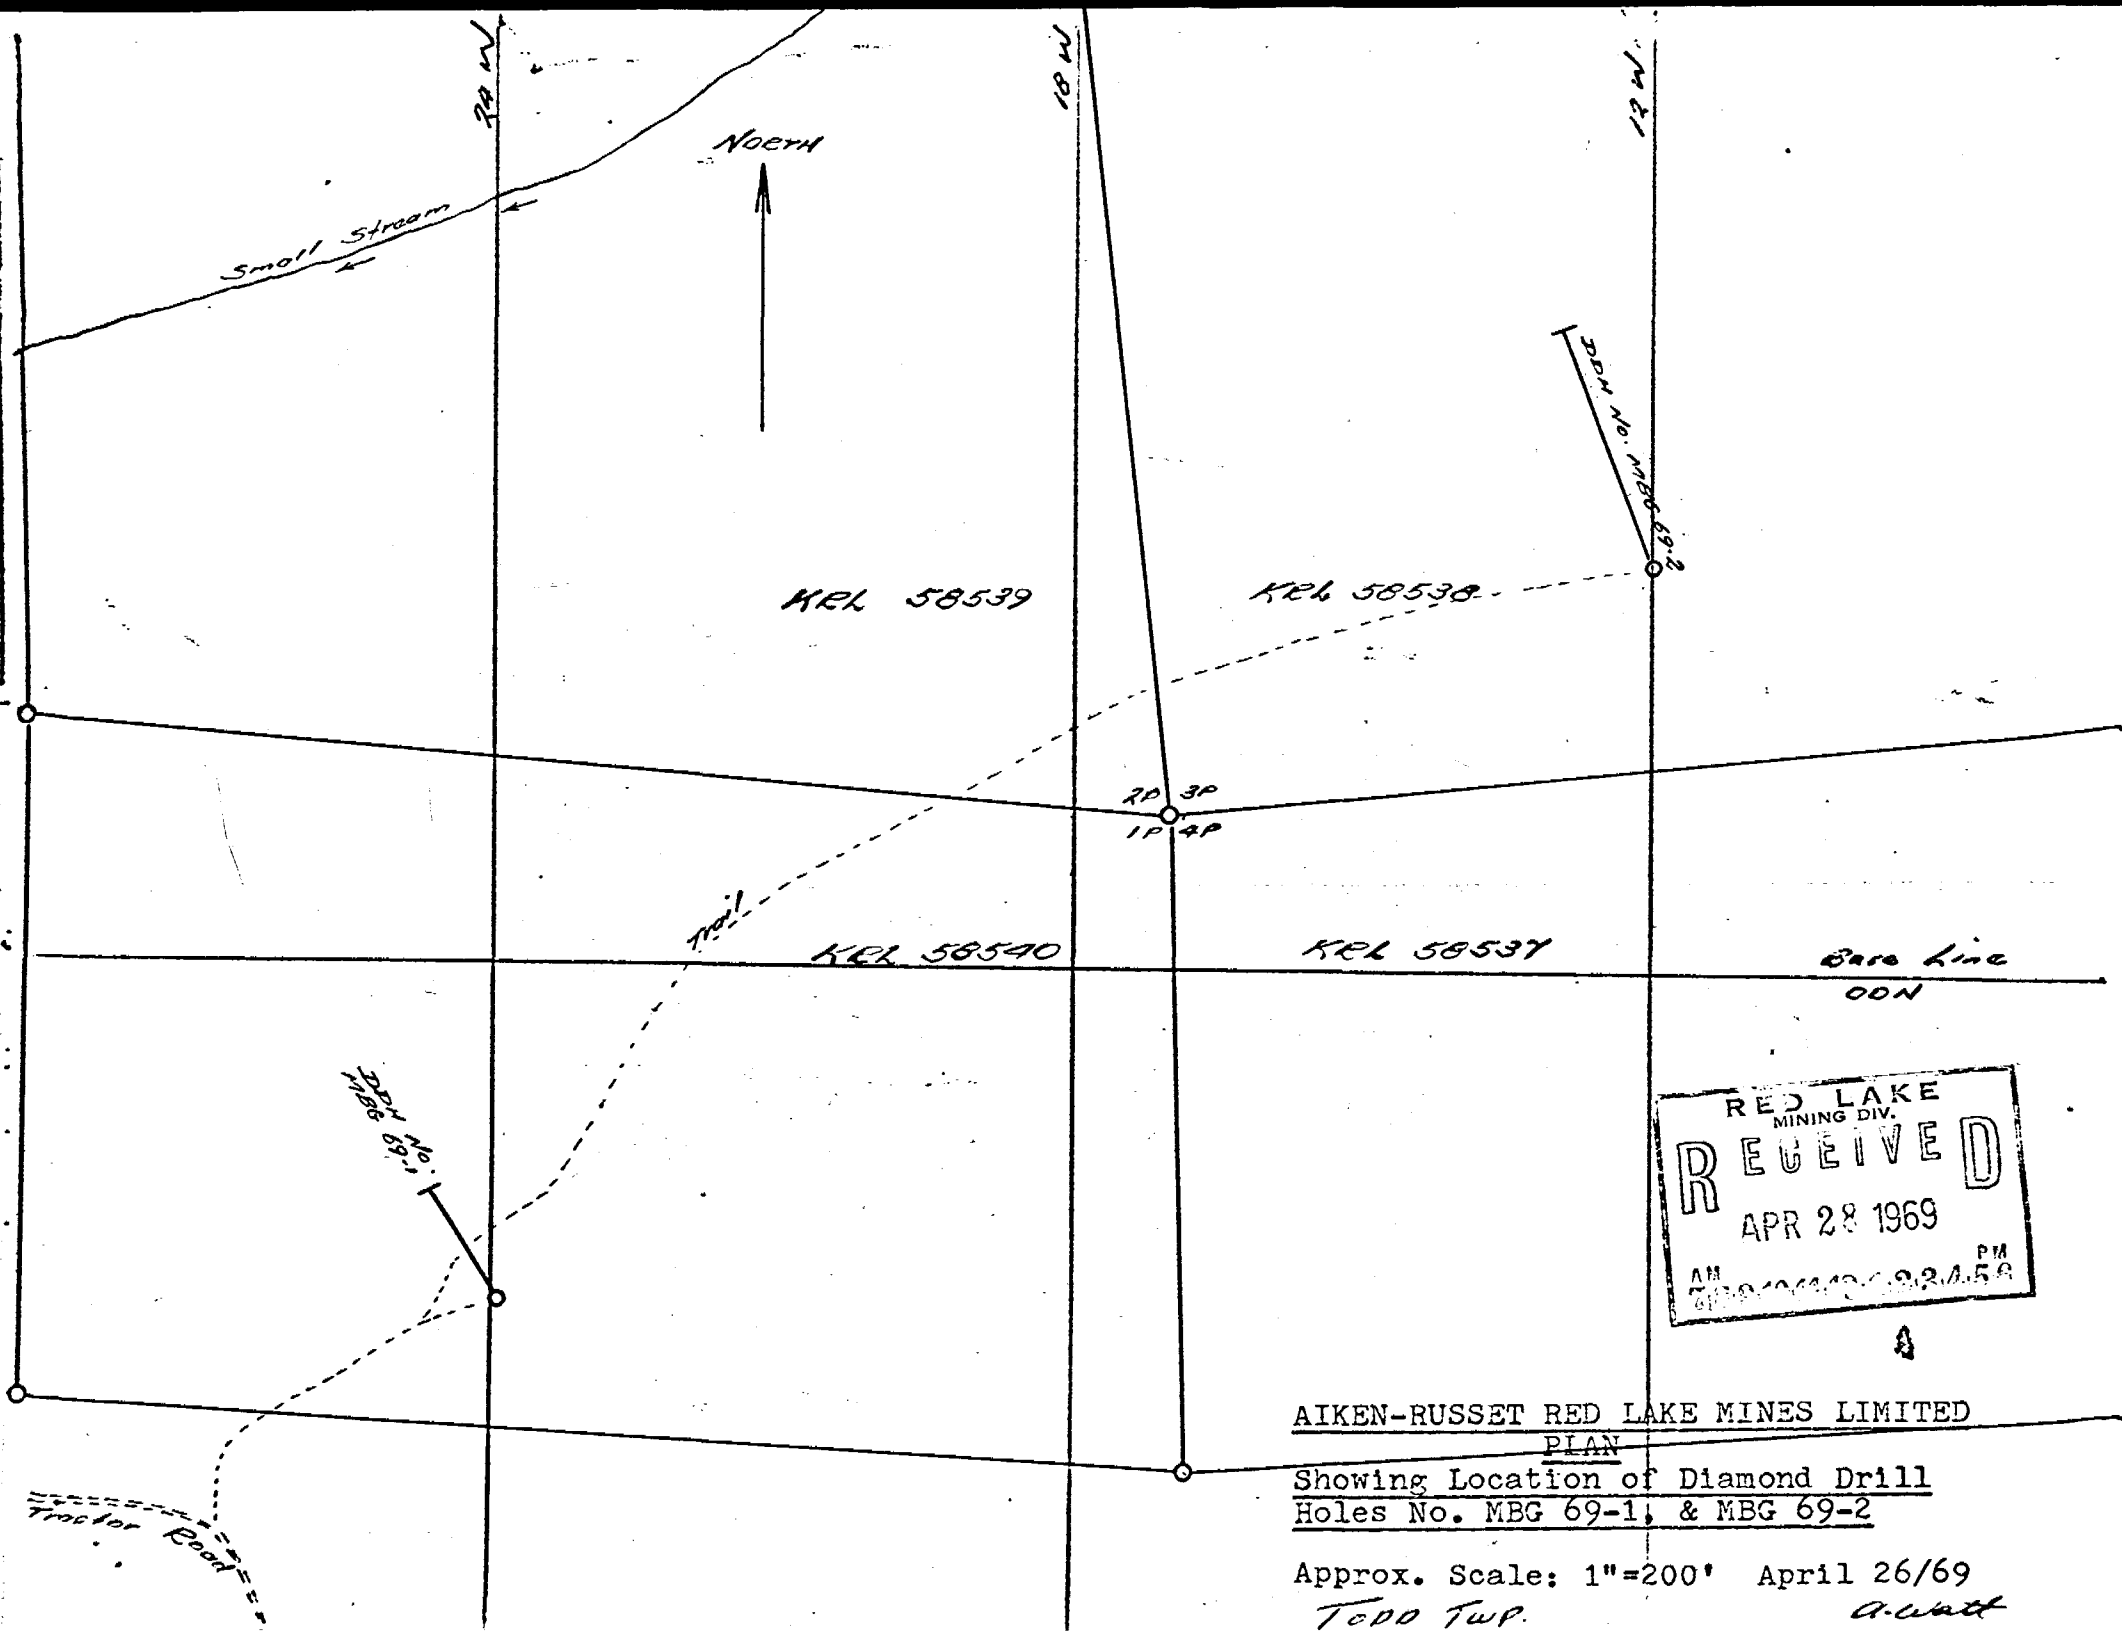 24 W
18 W
12 W.
NORTH
Small Stream
DDH No. MBG 69-2
KRL 58539
KRL 58538
2P 3P
1P 4P
Trail
KRL 58540
KRL 58537
Base Line
OON
DDH No.
MBG 69-1
RED LAKE
MINING DIV.
RECEIVED
APR 28 1969
AM PM
Tractor Road
AIKEN-RUSSET RED LAKE MINES LIMITED
PLAN
Showing Location of Diamond Drill
Holes No. MBG 69-1, & MBG 69-2
Approx. Scale: 1"=200' April 26/69
TODD TWP. A. Watt